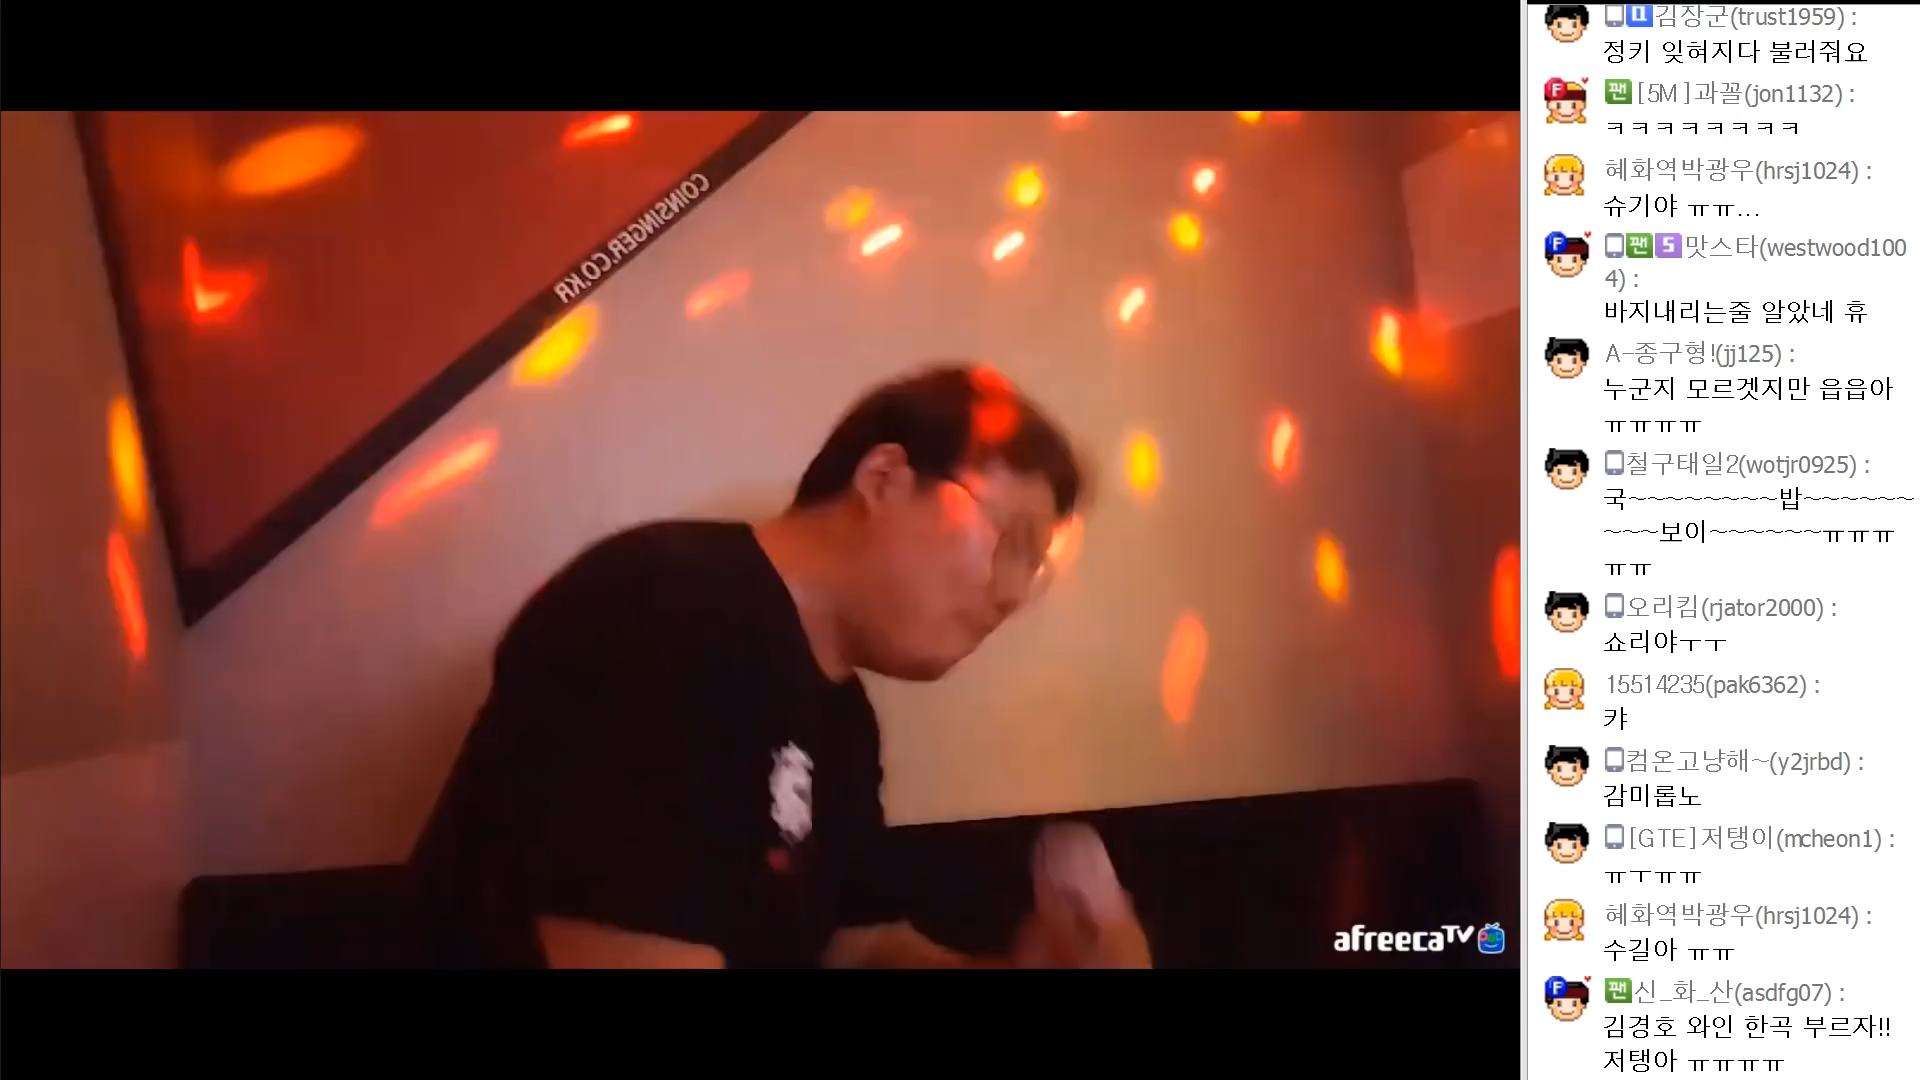 COINSINGER.CO.KR
afreecaTV
김장군(trust1959) :
정키 잊혀지다 불러줘요
팬 [5M]과꼴(jon1132) :
ㅋㅋㅋㅋㅋㅋㅋㅋ
혜화역박광우(hrsj1024) :
슈기야 ㅠㅠ...
팬 S 맛스타(westwood100
4) :
바지내리는줄 알았네 휴
A-종구형!(jj125) :
누군지 모르겟지만 읍읍아
ㅠㅠㅠㅠ
철구태일2(wotjr0925) :
국~~~~~~~~밥~~~~~~
~~~보이~~~~~~ㅠㅠㅠ
ㅠㅠ
오리킴(rjator2000) :
쇼리야ㅜㅜ
15514235(pak6362) :
캬
컴온고냥해~(y2jrbd) :
감미롭노
[GTE]저탱이(mcheon1) :
ㅠㅜㅠㅠ
혜화역박광우(hrsj1024) :
수길아 ㅠㅠ
팬 신_화_산(asdfg07) :
김경호 와인 한곡 부르자!!
저탱아 ㅠㅠㅠㅠ